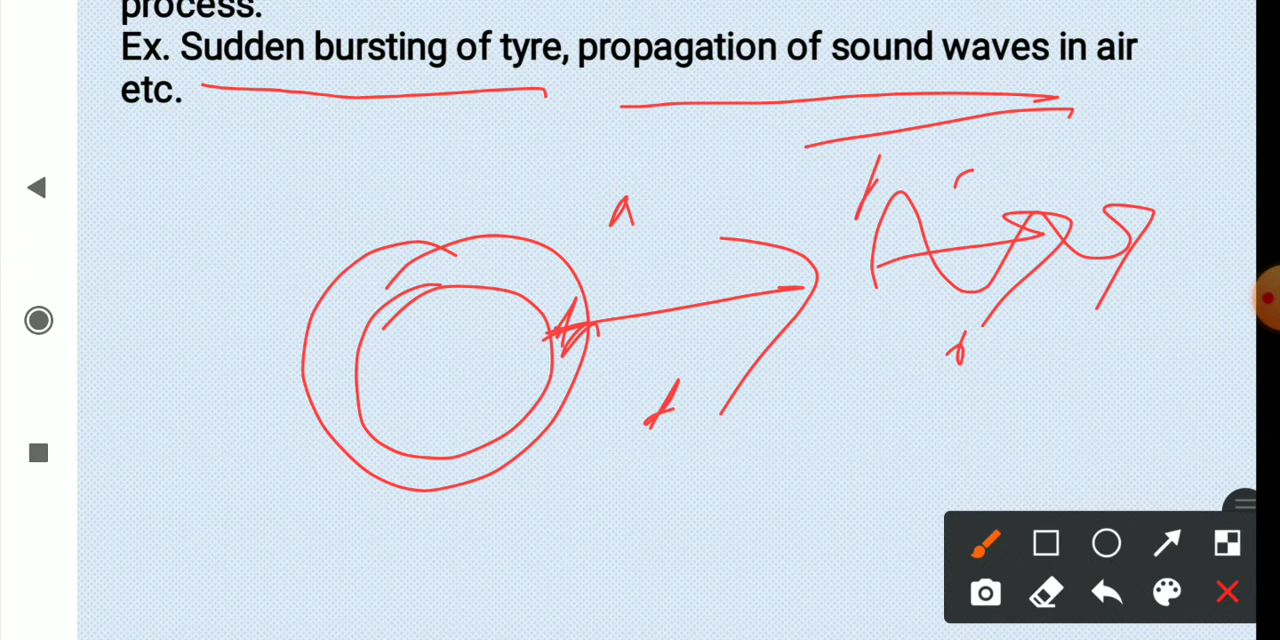 process.
Ex. Sudden bursting of tyre, propagation of sound waves in air
etc.